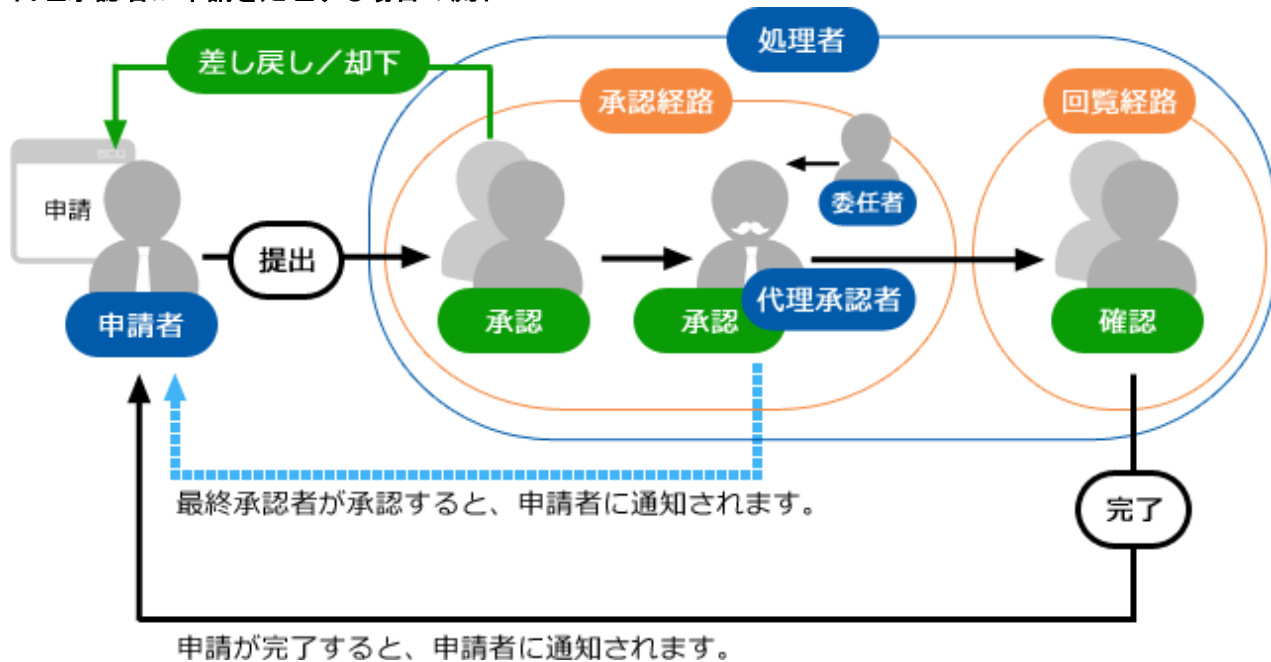 処理者
差し戻し／却下
承認経路
回覧経路
申請
委任者
提出
代理承認者
申請者
承認
承認
確認
最終承認者が承認すると、申請者に通知されます。
完了
申請が完了すると、申請者に通知されます。